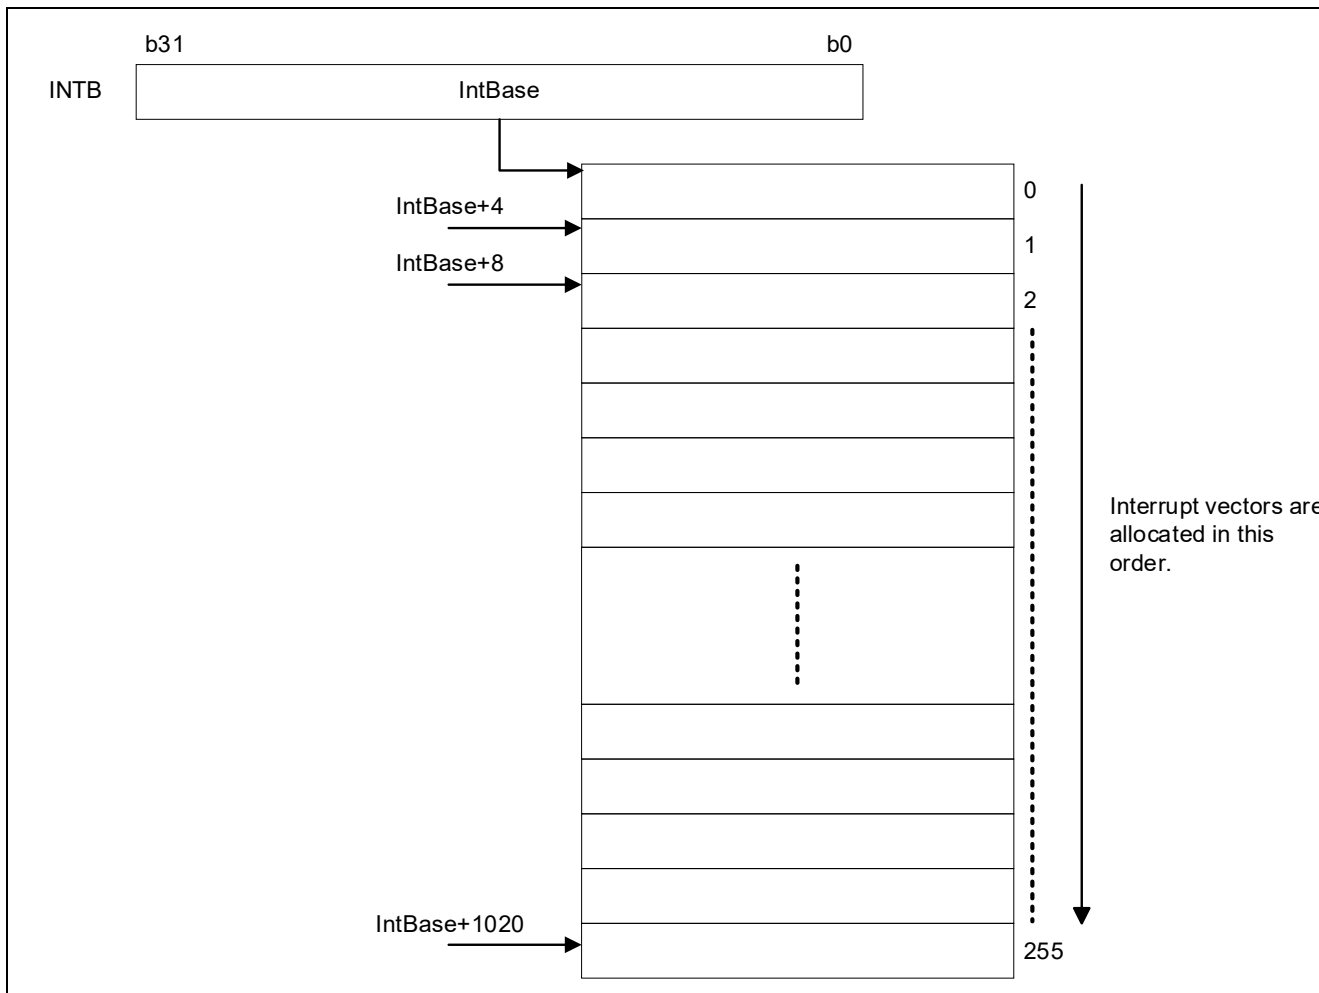 b31 b0
INTB IntBase
0
IntBase+4
1
IntBase+8
2
Interrupt vectors are
allocated in this
order.
IntBase+1020
255